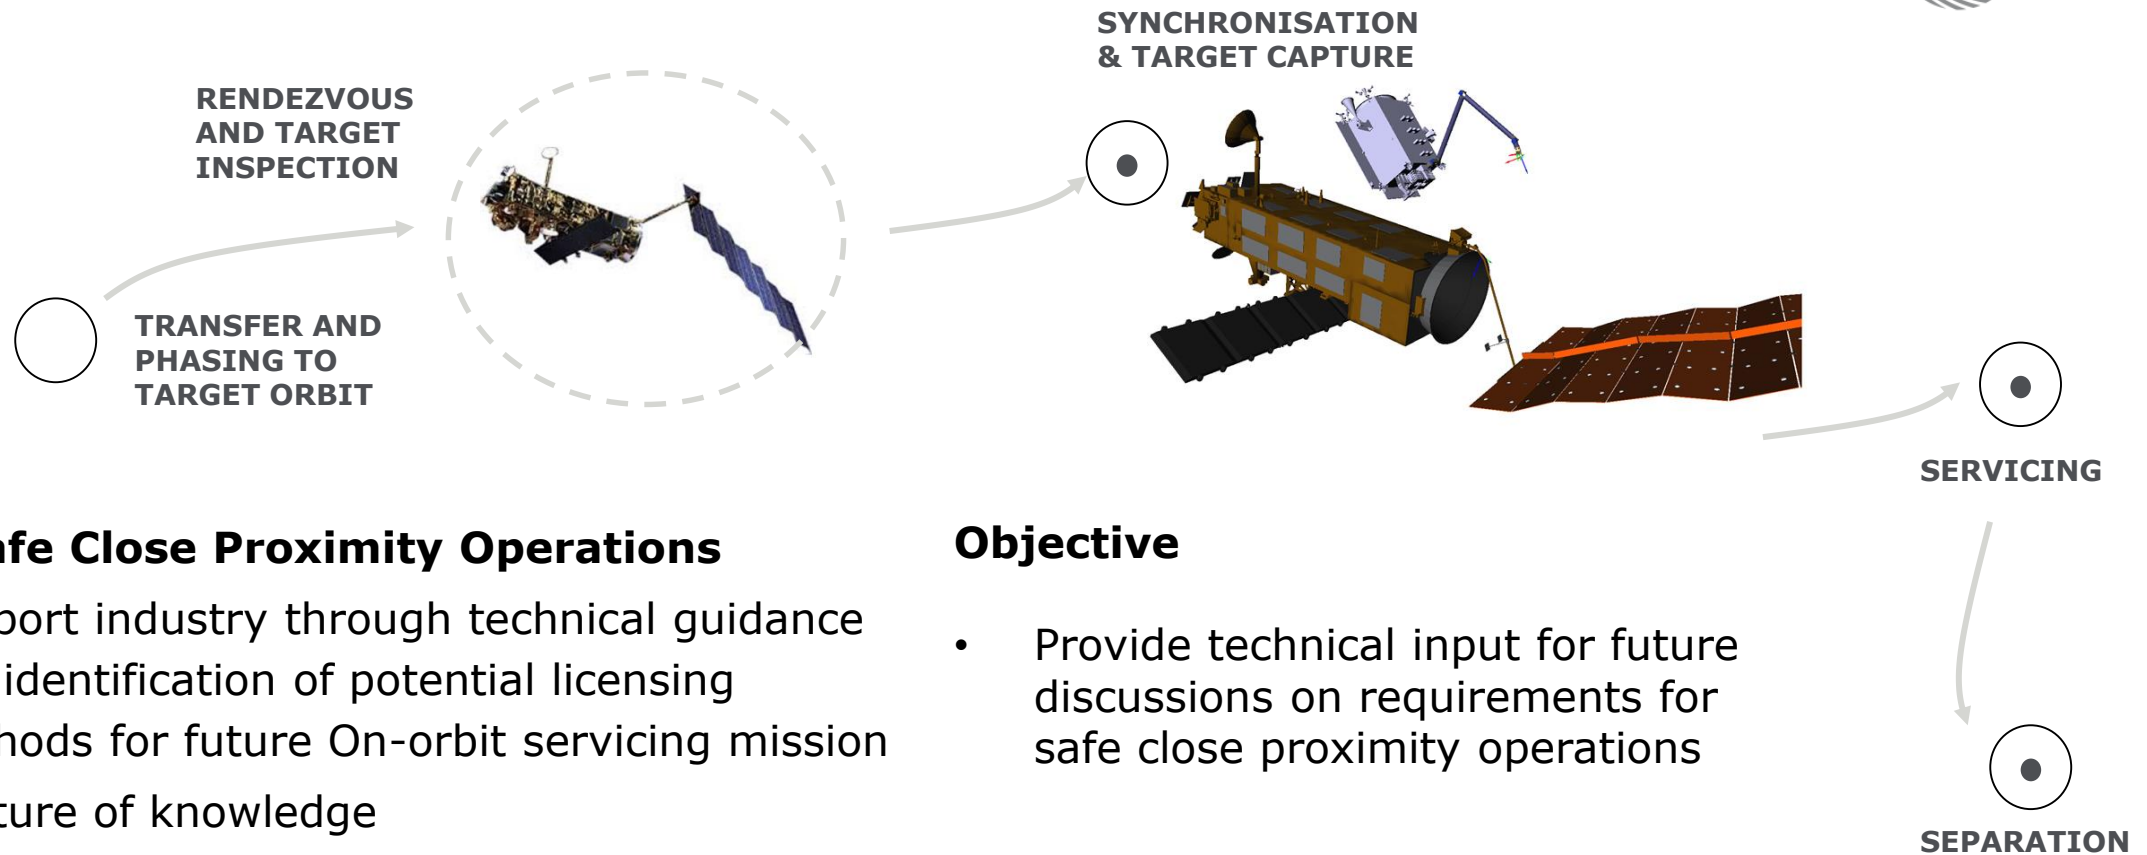 SYNCHRONISATION
& TARGET CAPTURE
RENDEZVOUS
AND TARGET
INSPECTION
TRANSFER AND
PHASING TO
TARGET ORBIT
SERVICING
afe Close Proximity Operations
port industry through technical guidance
identification of potential licensing
hods for future On-orbit servicing mission
ture of knowledge
Objective
• Provide technical input for future
discussions on requirements for
safe close proximity operations
SEPARATION